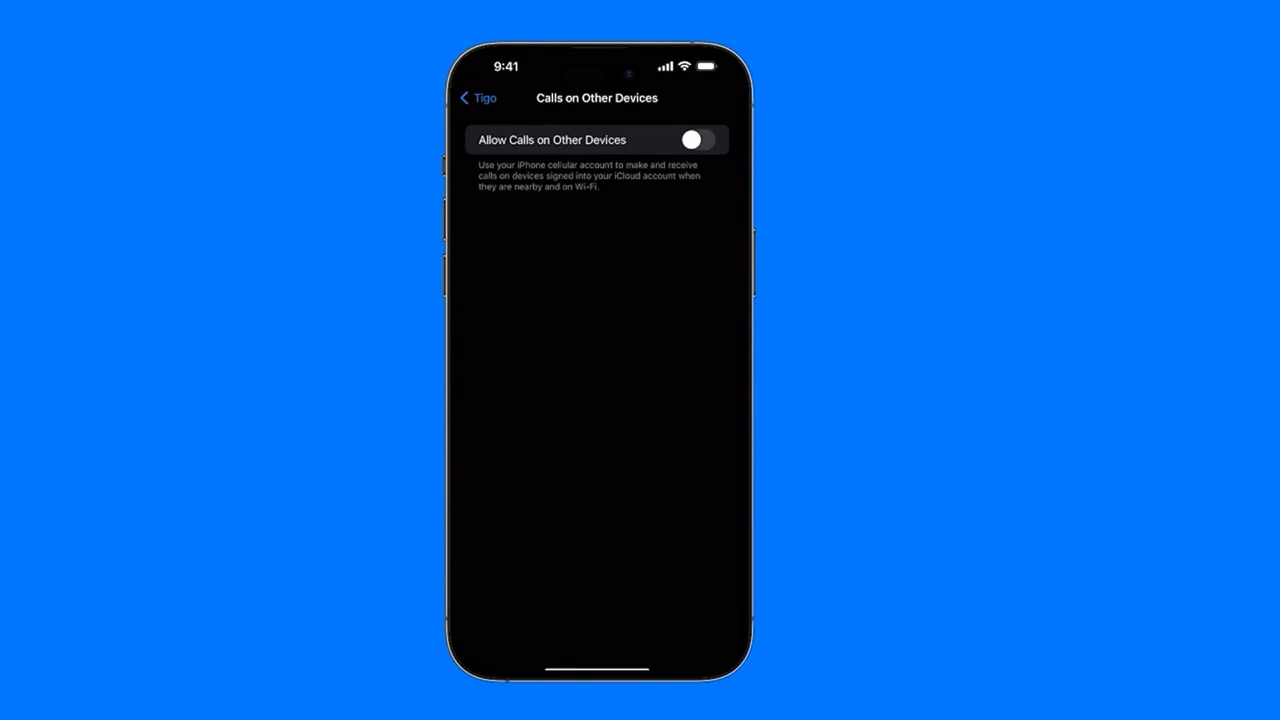 9:41
Tigo
Calls on Other Devices
Allow Calls on Other Devices
Use your iPhone cellular account to make and receive
calls on devices signed into your iCloud account when
they are nearby and on Wi-Fi.